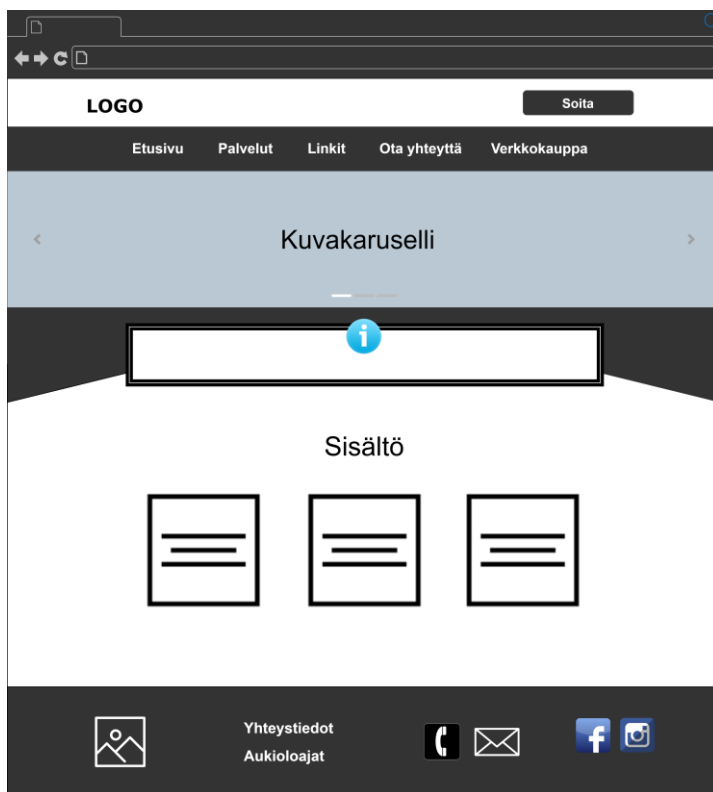 LOGO
Soita
Etusivu Palvelut Linkit Ota yhteyttä Verkkokauppa
Kuvakaruselli
Sisältö
Yhteystiedot
Aukioloajat